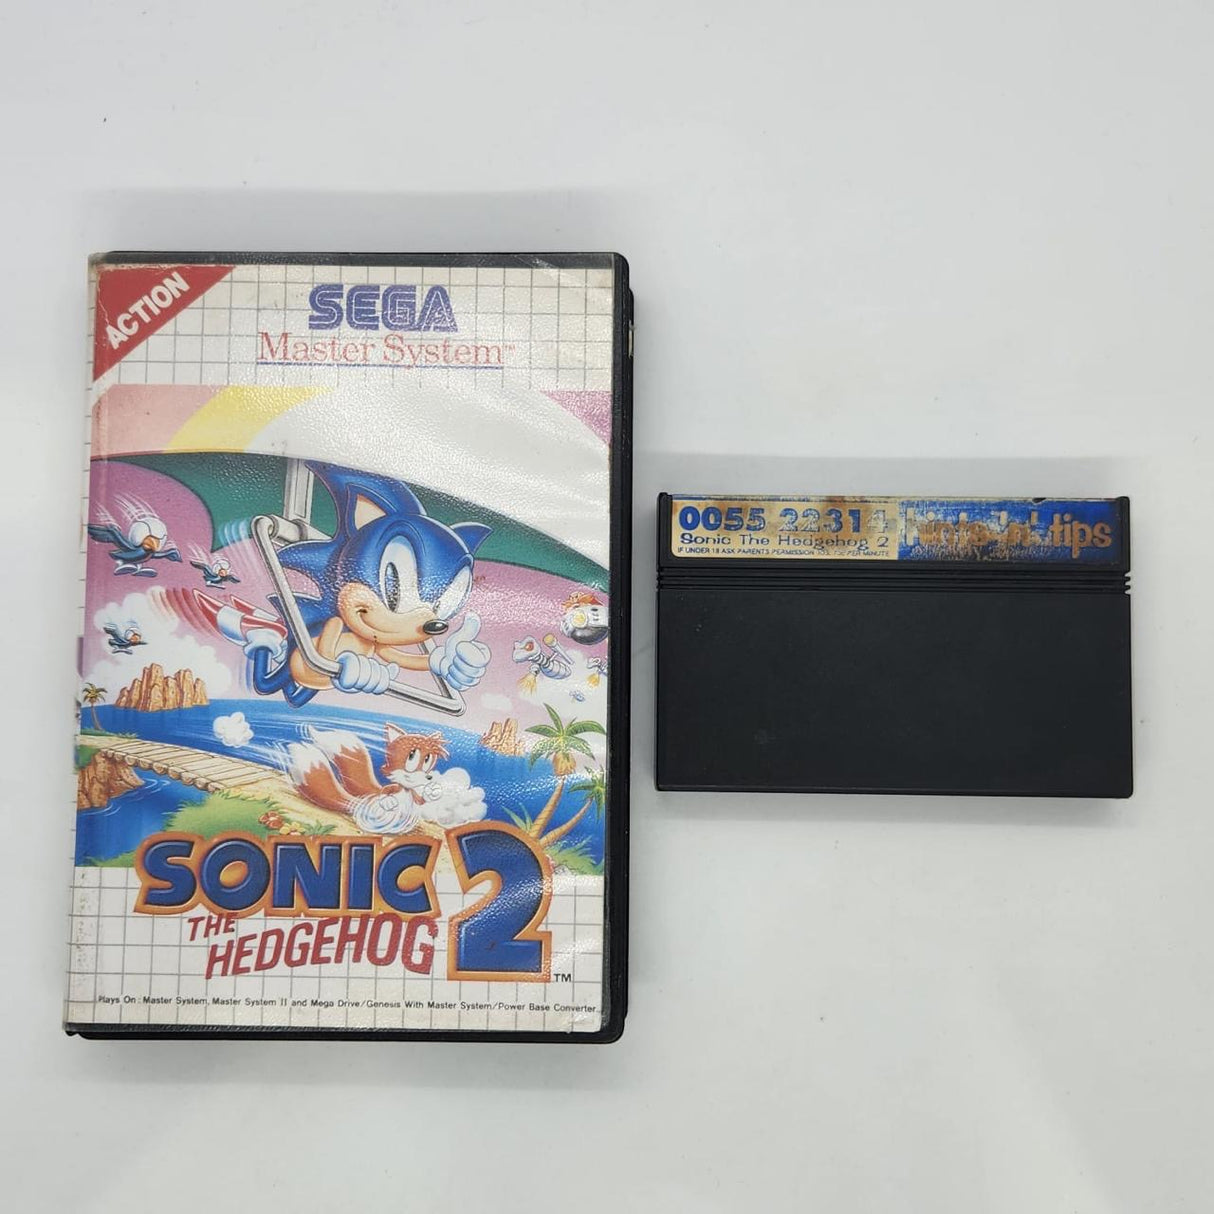 ACTION
SEGA
Master System™
SONIC
THE
HEDGEHOG
2
TM
Plays On : Master System, Master System II and Mega Drive/Genesis With Master System/Power Base Converter.
0055 22314
Sonic The Hedgehog 2
IF UNDER 18 ASK PARENTS PERMISSION PER MINUTE
hints 'n' tips